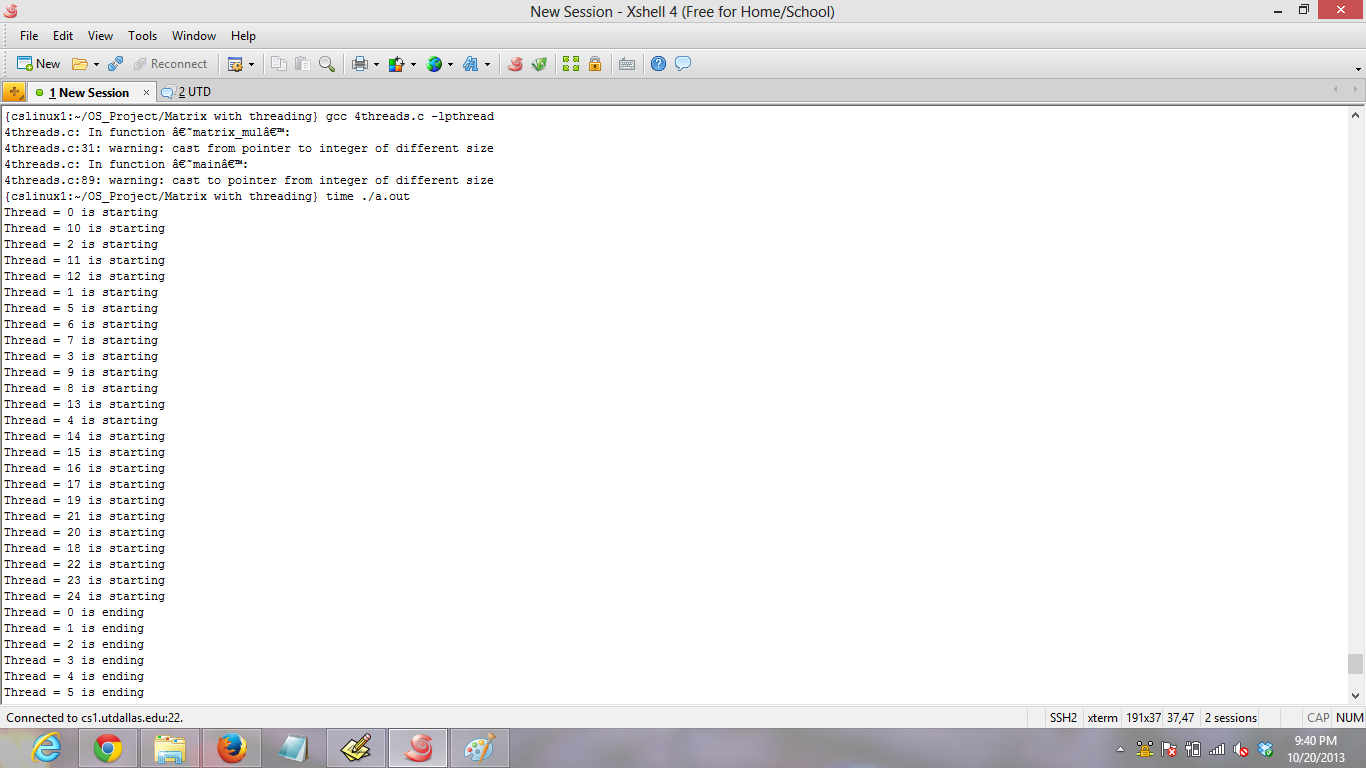 New Session - Xshell 4 (Free for Home/School)
File Edit View Tools Window Help
New Reconnect
1 New Session × 2 UTD
{cslinux1:~/OS_Project/Matrix with threading} gcc 4threads.c -lpthread
4threads.c: In function â€˜matrix_mulâ€™:
4threads.c:31: warning: cast from pointer to integer of different size
4threads.c: In function â€˜mainâ€™:
4threads.c:89: warning: cast to pointer from integer of different size
{cslinux1:~/OS_Project/Matrix with threading} time ./a.out
Thread = 0 is starting
Thread = 10 is starting
Thread = 2 is starting
Thread = 11 is starting
Thread = 12 is starting
Thread = 1 is starting
Thread = 5 is starting
Thread = 6 is starting
Thread = 7 is starting
Thread = 3 is starting
Thread = 9 is starting
Thread = 8 is starting
Thread = 13 is starting
Thread = 4 is starting
Thread = 14 is starting
Thread = 15 is starting
Thread = 16 is starting
Thread = 17 is starting
Thread = 19 is starting
Thread = 21 is starting
Thread = 20 is starting
Thread = 18 is starting
Thread = 22 is starting
Thread = 23 is starting
Thread = 24 is starting
Thread = 0 is ending
Thread = 1 is ending
Thread = 2 is ending
Thread = 3 is ending
Thread = 4 is ending
Thread = 5 is ending
Connected to cs1.utdallas.edu:22. SSH2 xterm 191x37 37,47 2 sessions CAP NUM
9:40 PM
10/20/2013